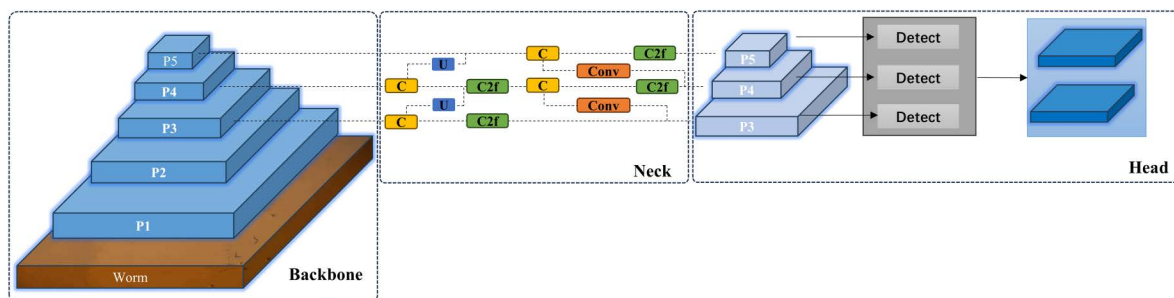 P5
P4
P3
P2
P1
Worm
Backbone
C
C2f
U
Conv
C
C2f
C
C2f
U
Conv
C
C2f
Neck
P5
P4
P3
Detect
Detect
Detect
Head